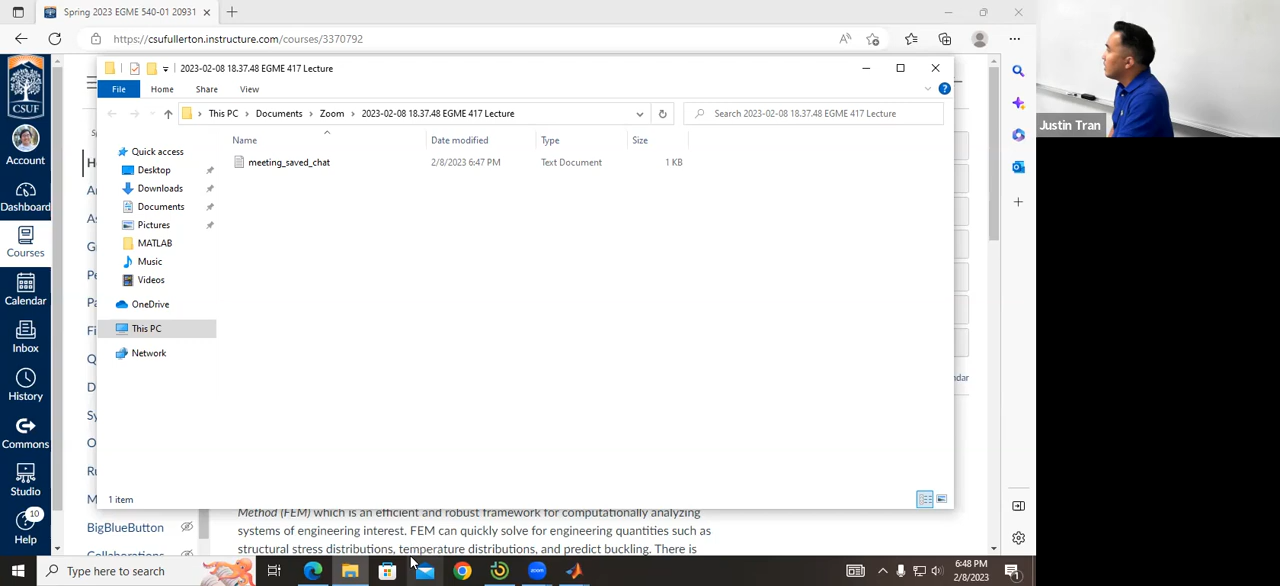 Spring 2023 EGME 540-01 20931
https://csufullerton.instructure.com/courses/3370792
2023-02-08 18.37.48 EGME 417 Lecture
File Home Share View
This PC > Documents > Zoom > 2023-02-08 18.37.48 EGME 417 Lecture
Search 2023-02-08 18.37.48 EGME 417 Lecture
Name Date modified Type Size
meeting_saved_chat 2/8/2023 6:47 PM Text Document 1 KB
Quick access
Desktop
Downloads
Documents
Pictures
MATLAB
Music
Videos
OneDrive
This PC
Network
1 item
CSUF
Account
Dashboard
Courses
Calendar
Inbox
History
Commons
Studio
10
Help
BigBlueButton
Collaborations
Method (FEM) which is an efficient and robust framework for computationally analyzing
systems of engineering interest. FEM can quickly solve for engineering quantities such as
structural stress distributions, temperature distributions, and predict buckling. There is
Justin Tran
Type here to search
zoom
6:48 PM
2/8/2023
1